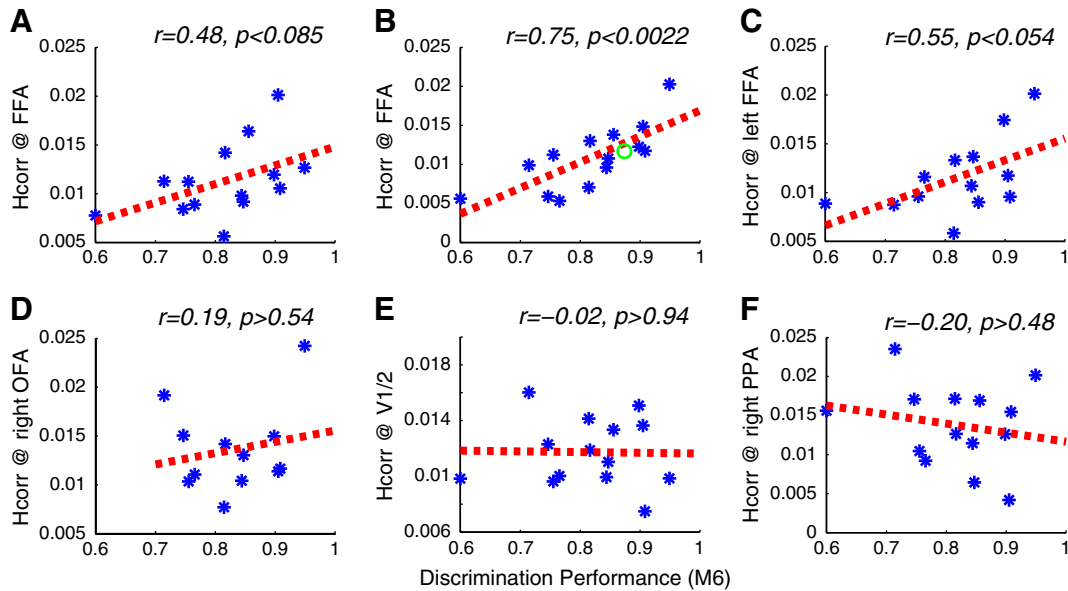 A
r=0.48, p<0.085
0.025
0.02
0.015
0.01
0.005
Hcorr @ FFA
0.6 0.7 0.8 0.9 1
B
r=0.75, p<0.0022
0.025
0.02
0.015
0.01
0.005
0
Hcorr @ FFA
0.6 0.7 0.8 0.9 1
C
r=0.55, p<0.054
0.025
0.02
0.015
0.01
0.005
Hcorr @ left FFA
0.6 0.7 0.8 0.9 1
D
r=0.19, p>0.54
0.025
0.02
0.015
0.01
0.005
Hcorr @ right OFA
0.6 0.7 0.8 0.9 1
E
r=−0.02, p>0.94
0.018
0.014
0.01
0.006
Hcorr @ V1/2
0.6 0.7 0.8 0.9 1
F
r=−0.20, p>0.48
0.025
0.02
0.015
0.01
0.005
0
Hcorr @ right PPA
0.6 0.7 0.8 0.9 1
Discrimination Performance (M6)